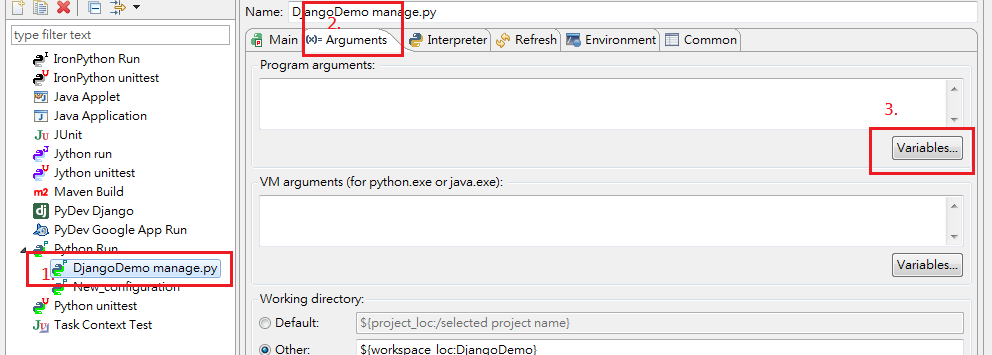 Name: DjangoDemo manage.py
2.
type filter text
Main
(x)= Arguments
Interpreter
Refresh
Environment
Common
IronPython Run
IronPython unittest
Java Applet
Java Application
JU JUnit
Jython run
Jython unittest
m2 Maven Build
dj PyDev Django
PyDev Google App Run
Python Run
1. DjangoDemo manage.py
New_configuration
Python unittest
Task Context Test
Program arguments:
3.
Variables...
VM arguments (for python.exe or java.exe):
Variables...
Working directory:
Default: ${project_loc:/selected project name}
Other: ${workspace_loc:DjangoDemo}